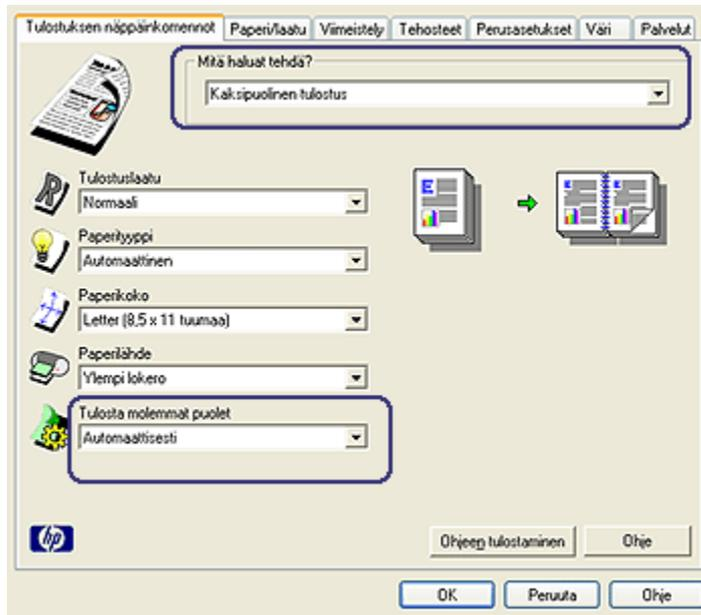 Tulostuksen näppäinkomennot Paperi/laatu Viimeistely Tehosteet Perusasetukset Väri Palvelut
Mitä haluat tehdä?
Kaksipuolinen tulostus
Tulostuslaatu
Normaali
Paperityyppi
Automaattinen
Paperikoko
Letter (8,5 x 11 tuumaa)
Paperilähde
Ylempi lokero
Tulosta molemmat puolet
Automaattisesti
hp
Ohjeen tulostaminen Ohje
OK Peruuta Ohje